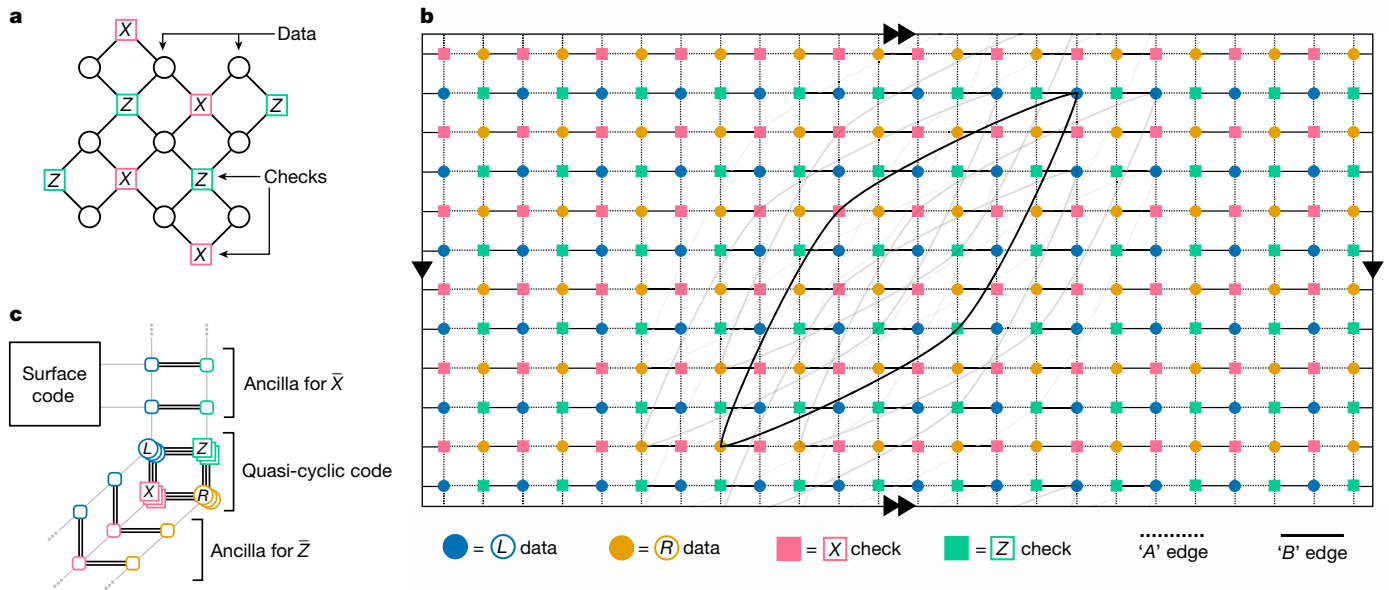 a
X
Data
Z
X
Z
Z
X
Z
Checks
X
b
c
Surface
code
Ancilla for X̄
L
Z
X
R
Quasi-cyclic code
Ancilla for Z̄
= L data
= R data
= X check
= Z check
‘A’ edge
‘B’ edge